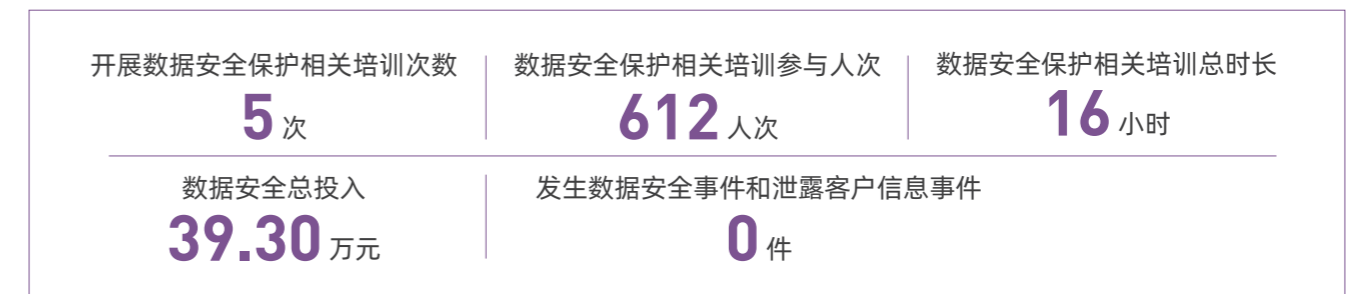 开展数据安全保护相关培训次数
5 次
数据安全保护相关培训参与人次
612 人次
数据安全保护相关培训总时长
16 小时
数据安全总投入
39.30 万元
发生数据安全事件和泄露客户信息事件
0 件